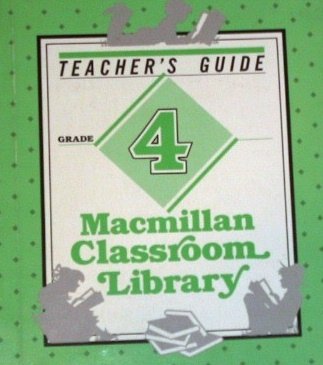 TEACHER'S GUIDE
GRADE
4
Macmillan
Classroom
Library